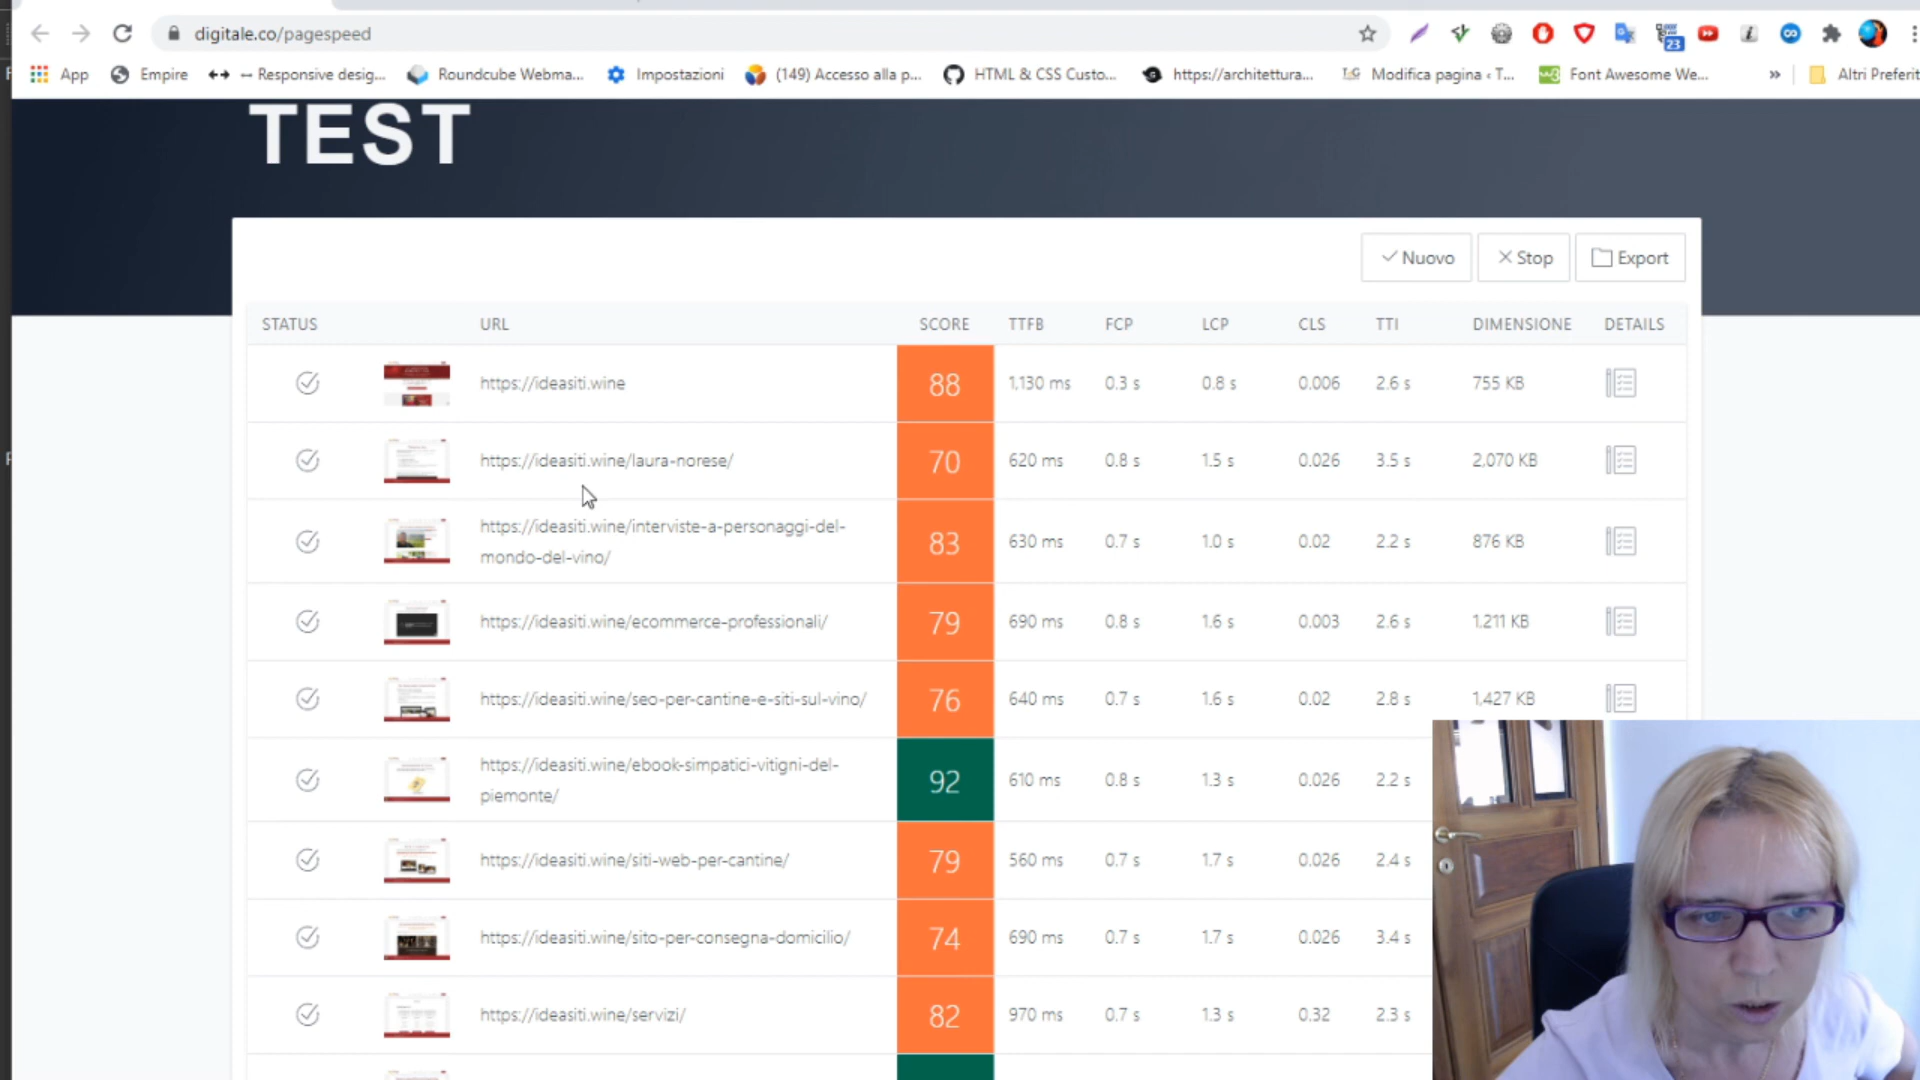 digitale.co/pagespeed
23
App Empire -- Responsive desig... Roundcube Webma... Impostazioni (149) Accesso alla p... HTML & CSS Custo... https://architettura... Modifica pagina ‹ T... Font Awesome We... » Altri Preferit
TEST
Nuovo Stop Export
STATUS URL SCORE TTFB FCP LCP CLS TTI DIMENSIONE DETAILS
https://ideasiti.wine 88 1,130 ms 0.3 s 0.8 s 0.006 2.6 s 755 KB
https://ideasiti.wine/laura-norese/ 70 620 ms 0.8 s 1.5 s 0.026 3.5 s 2,070 KB
https://ideasiti.wine/interviste-a-personaggi-del-
mondo-del-vino/ 83 630 ms 0.7 s 1.0 s 0.02 2.2 s 876 KB
https://ideasiti.wine/ecommerce-professionali/ 79 690 ms 0.8 s 1.6 s 0.003 2.6 s 1,211 KB
https://ideasiti.wine/seo-per-cantine-e-siti-sul-vino/ 76 640 ms 0.7 s 1.6 s 0.02 2.8 s 1,427 KB
https://ideasiti.wine/ebook-simpatici-vitigni-del-
piemonte/ 92 610 ms 0.8 s 1.3 s 0.026 2.2 s
https://ideasiti.wine/siti-web-per-cantine/ 79 560 ms 0.7 s 1.7 s 0.026 2.4 s
https://ideasiti.wine/sito-per-consegna-domicilio/ 74 690 ms 0.7 s 1.7 s 0.026 3.4 s
https://ideasiti.wine/servizi/ 82 970 ms 0.7 s 1.3 s 0.32 2.3 s